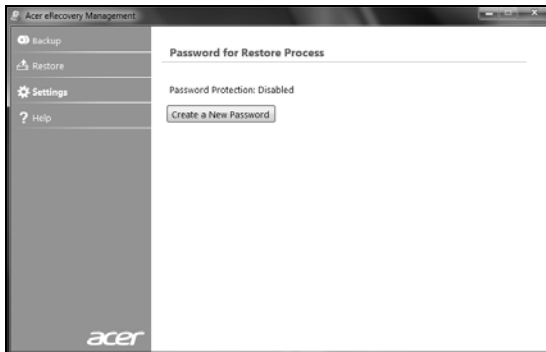 Acer eRecovery Management
Backup
Restore
Settings
Help
Password for Restore Process
Password Protection: Disabled
Create a New Password
acer